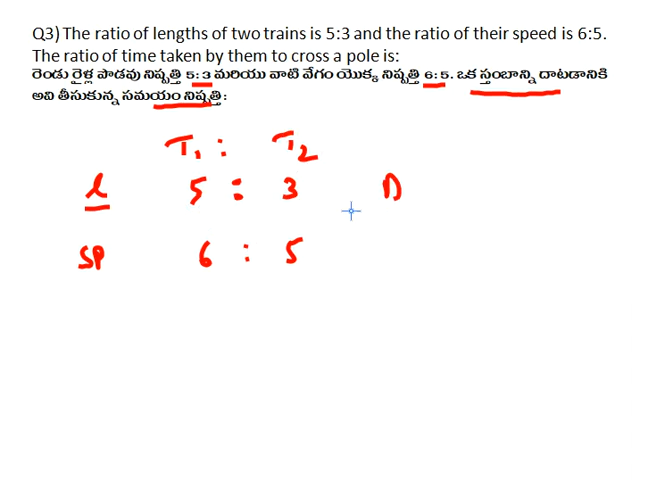 Q3) The ratio of lengths of two trains is 5:3 and the ratio of their speed is 6:5.
The ratio of time taken by them to cross a pole is:
రెండు రైళ్ల పొడవు నిష్పత్తి 5:3 మరియు వాటి వేగం యొక్క నిష్పత్తి 6:5. ఒక స్తంబాన్ని దాటడానికి
అవి తీసుకున్న సమయం నిష్పత్తి:
T1 : T2
l 5 : 3 D
SP 6 : 5